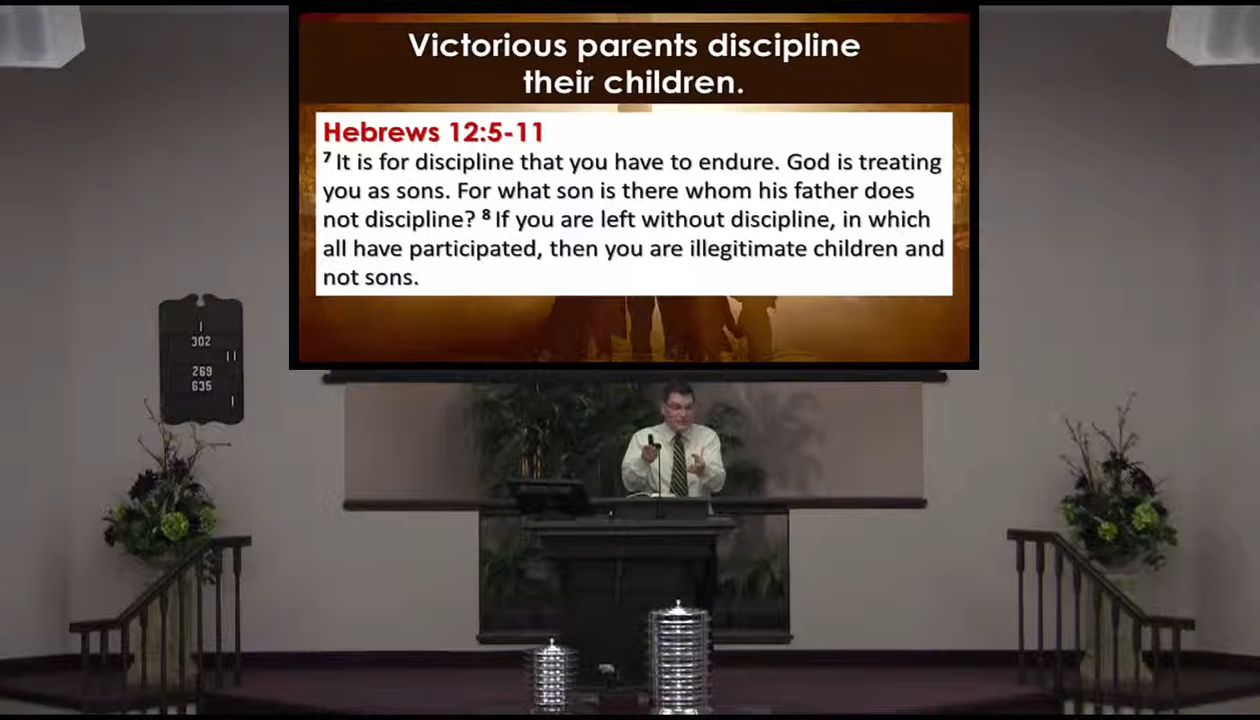 Victorious parents discipline
their children.
Hebrews 12:5-11
7 It is for discipline that you have to endure. God is treating
you as sons. For what son is there whom his father does
not discipline? 8 If you are left without discipline, in which
all have participated, then you are illegitimate children and
not sons.
I
302
II
269
635
I